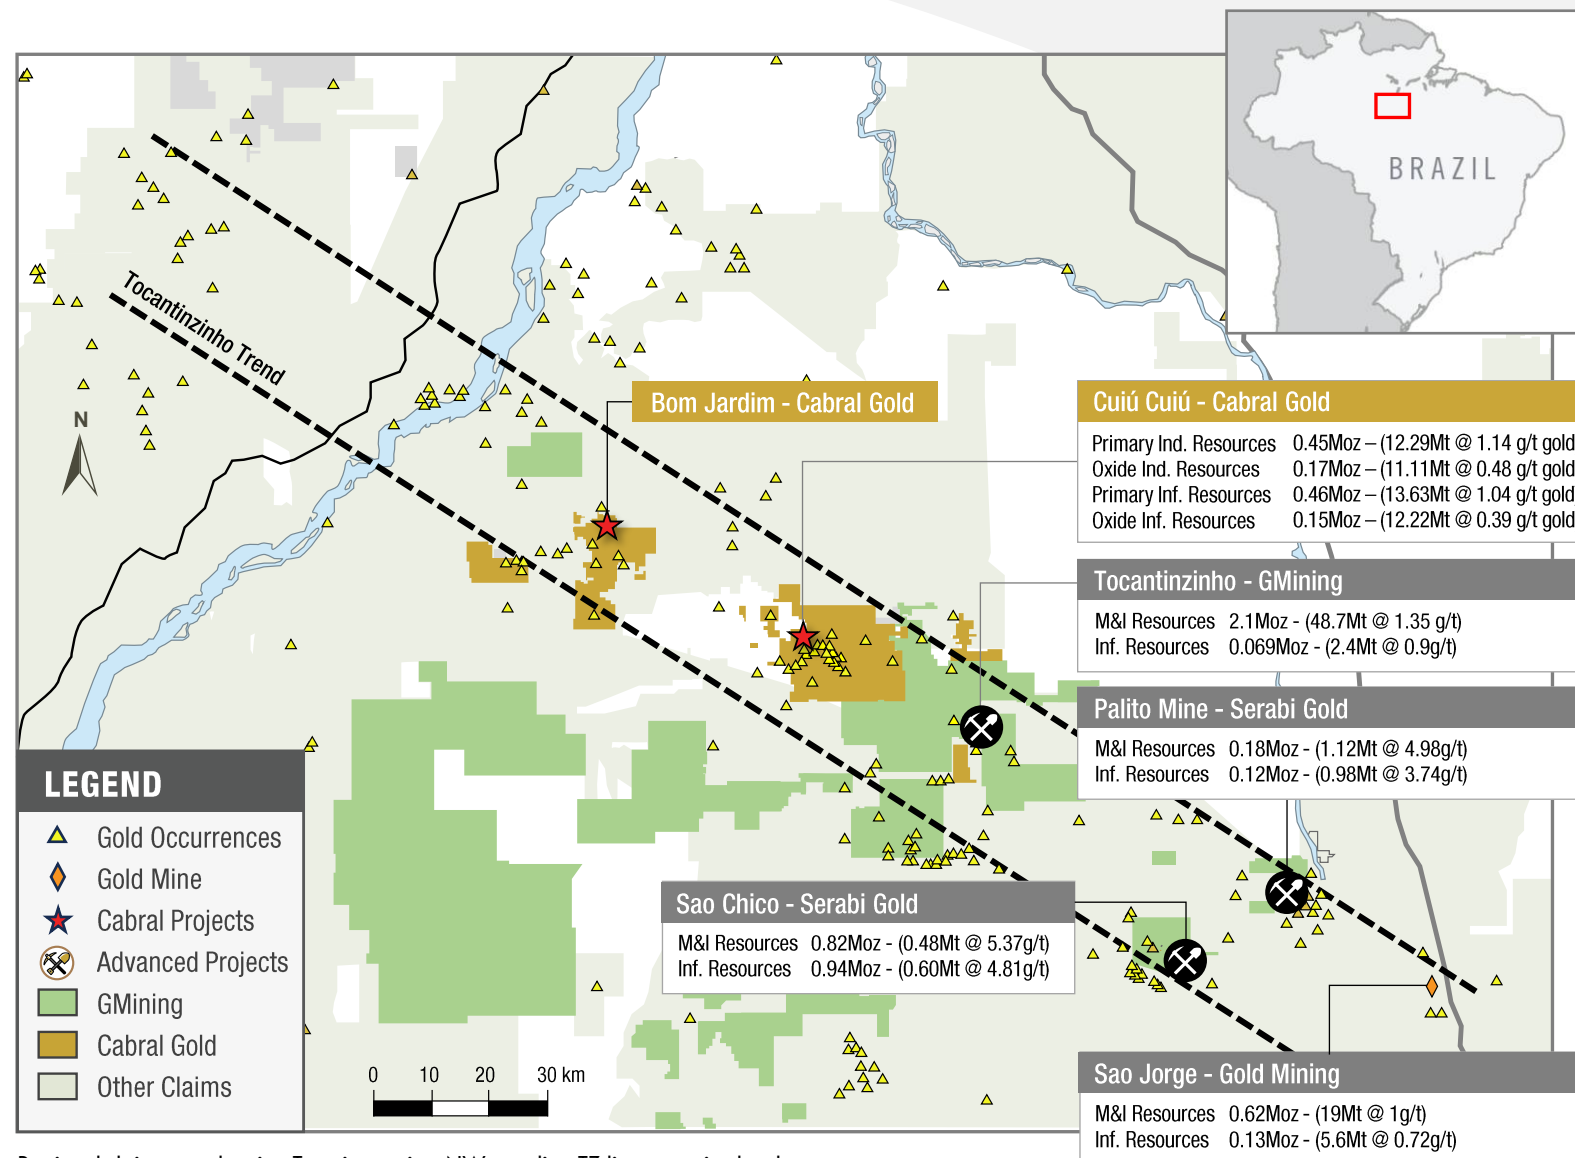 BRAZIL
Tocantinzinho Trend
N
Bom Jardim - Cabral Gold
Cuiú Cuiú - Cabral Gold
Primary Ind. Resources 0.45Moz – (12.29Mt @ 1.14 g/t gold
Oxide Ind. Resources 0.17Moz – (11.11Mt @ 0.48 g/t gold
Primary Inf. Resources 0.46Moz – (13.63Mt @ 1.04 g/t gold
Oxide Inf. Resources 0.15Moz – (12.22Mt @ 0.39 g/t gold
Tocantinzinho - GMining
M&I Resources 2.1Moz - (48.7Mt @ 1.35 g/t)
Inf. Resources 0.069Moz - (2.4Mt @ 0.9g/t)
Palito Mine - Serabi Gold
M&I Resources 0.18Moz - (1.12Mt @ 4.98g/t)
Inf. Resources 0.12Moz - (0.98Mt @ 3.74g/t)
LEGEND
Gold Occurrences
Gold Mine
Cabral Projects
Advanced Projects
GMining
Cabral Gold
Other Claims
Sao Chico - Serabi Gold
M&I Resources 0.82Moz - (0.48Mt @ 5.37g/t)
Inf. Resources 0.94Moz - (0.60Mt @ 4.81g/t)
0 10 20 30 km
Sao Jorge - Gold Mining
M&I Resources 0.62Moz - (19Mt @ 1g/t)
Inf. Resources 0.13Moz - (5.6Mt @ 0.72g/t)